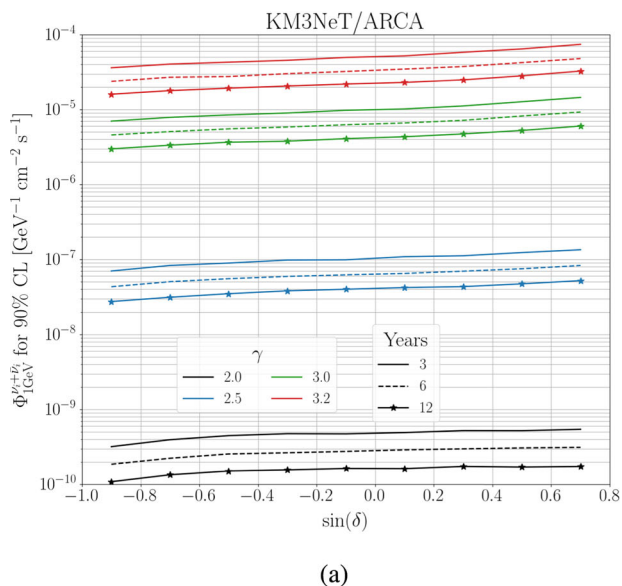 KM3NeT/ARCA
Φ_{1GeV}^{ν_i+ν̄_i} for 90% CL [GeV⁻¹ cm⁻² s⁻¹]
10⁻⁴
10⁻⁵
10⁻⁶
10⁻⁷
10⁻⁸
10⁻⁹
10⁻¹⁰
γ
2.0 3.0
2.5 3.2
Years
3
6
12
−1.0 −0.8 −0.6 −0.4 −0.2 0.0 0.2 0.4 0.6 0.8
sin(δ)
(a)